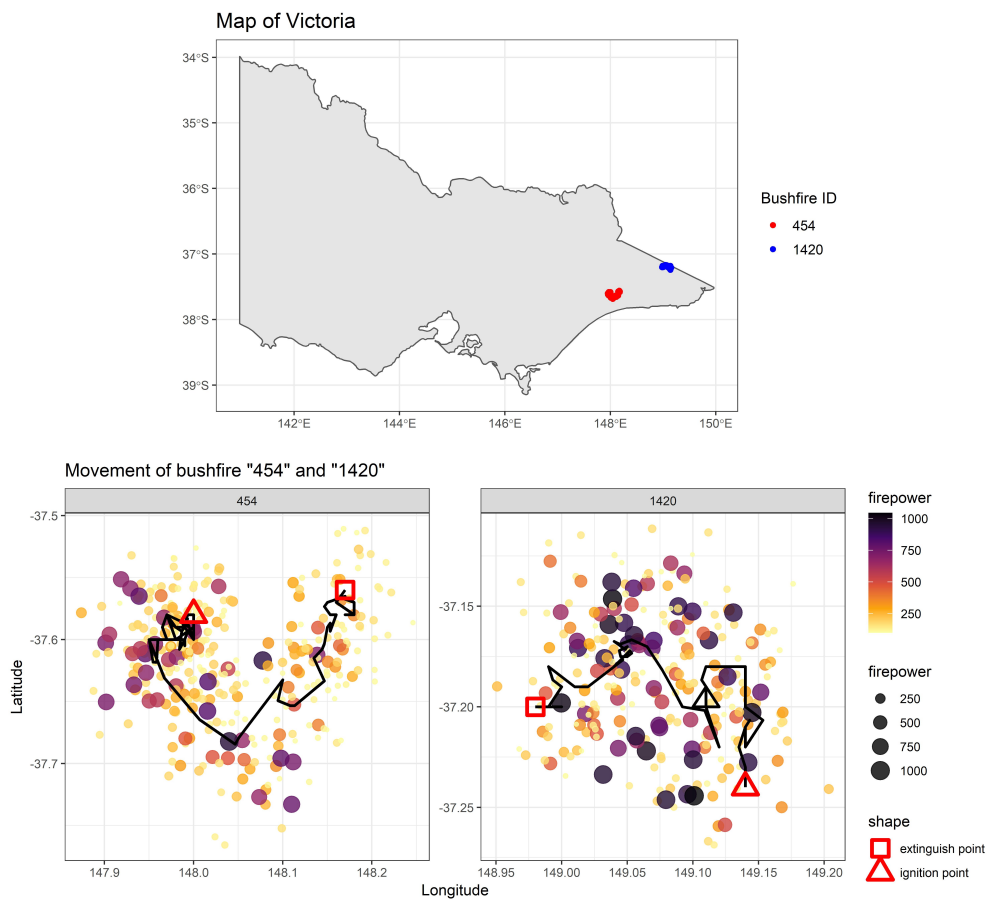 Map of Victoria
34°S
35°S
36°S
37°S
38°S
39°S
142°E
144°E
146°E
148°E
150°E
Bushfire ID
454
1420
Movement of bushfire "454" and "1420"
454
1420
-37.5
-37.6
-37.7
-37.15
-37.20
-37.25
147.9
148.0
148.1
148.2
148.95
149.00
149.05
149.10
149.15
149.20
Latitude
Longitude
firepower
1000
750
500
250
firepower
250
500
750
1000
shape
extinguish point
ignition point